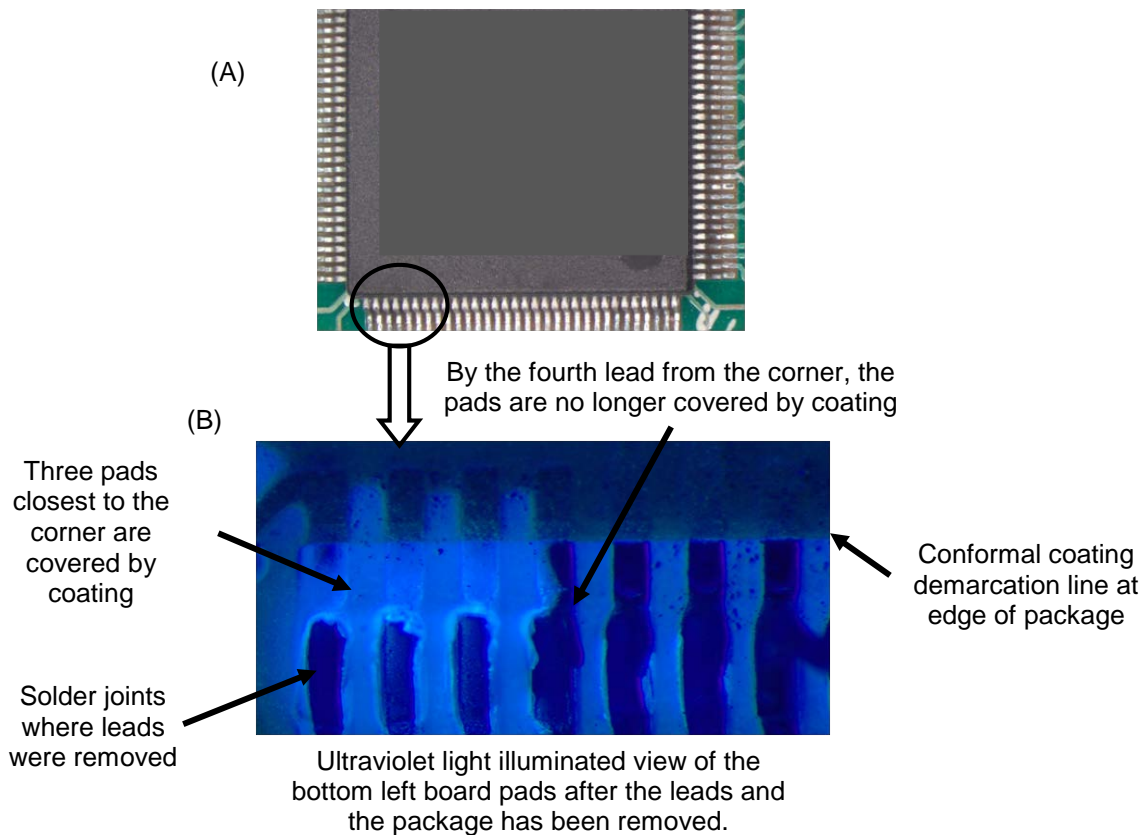 (A)
By the fourth lead from the corner, the
pads are no longer covered by coating
(B)
Three pads
closest to the
corner are
covered by
coating
Conformal coating
demarcation line at
edge of package
Solder joints
where leads
were removed
Ultraviolet light illuminated view of the
bottom left board pads after the leads and
the package has been removed.